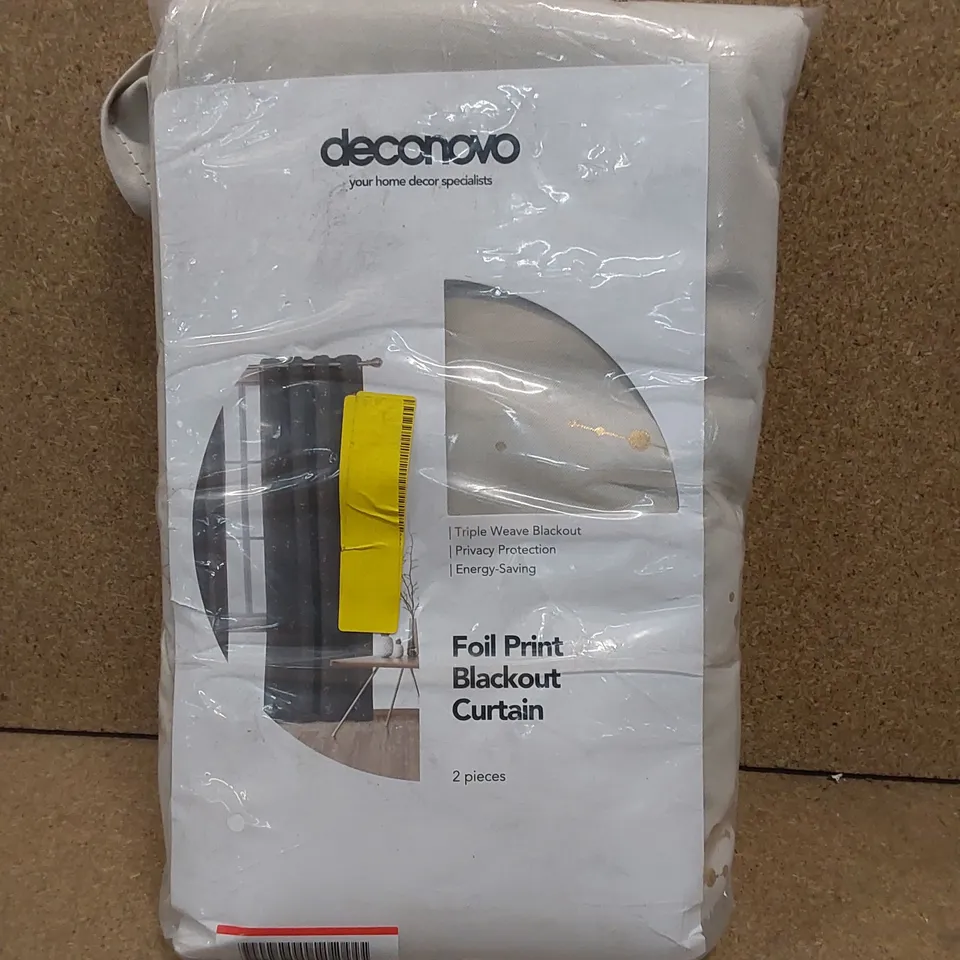 deconovo
your home decor specialists
| Triple Weave Blackout
| Privacy Protection
| Energy-Saving
Foil Print
Blackout
Curtain
2 pieces